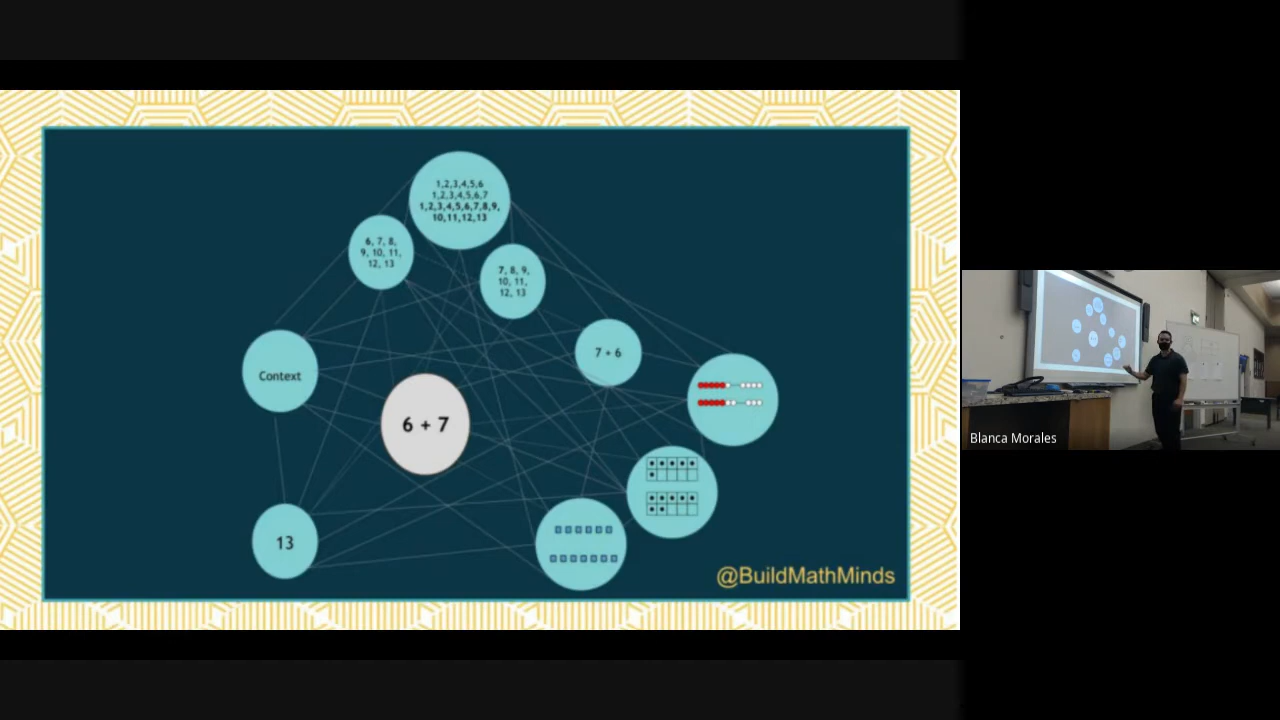 1,2,3,4,5,6
1,2,3,4,5,6,7
1,2,3,4,5,6,7,8,9,
10,11,12,13
6, 7, 8,
9, 10, 11,
12, 13
7, 8, 9,
10, 11,
12, 13
7 + 6
Context
6 + 7
13
@BuildMathMinds
Blanca Morales